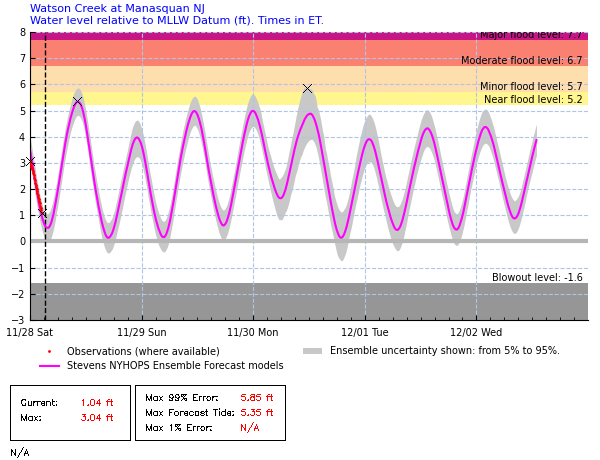 Watson Creek at Manasquan NJ
Water level relative to MLLW Datum (ft). Times in ET.
8
Major flood level: 7.7
7
Moderate flood level: 6.7
6
Minor flood level: 5.7
Near flood level: 5.2
5
4
3
2
1
0
−1
Blowout level: -1.6
−2
−3
11/28 Sat 11/29 Sun 11/30 Mon 12/01 Tue 12/02 Wed
Observations (where available) Ensemble uncertainty shown: from 5% to 95%.
Stevens NYHOPS Ensemble Forecast models
Current: 1.04 ft
Max: 3.04 ft
Max 99% Error: 5.85 ft
Max Forecast Tide: 5.35 ft
Max 1% Error: N/A
N/A